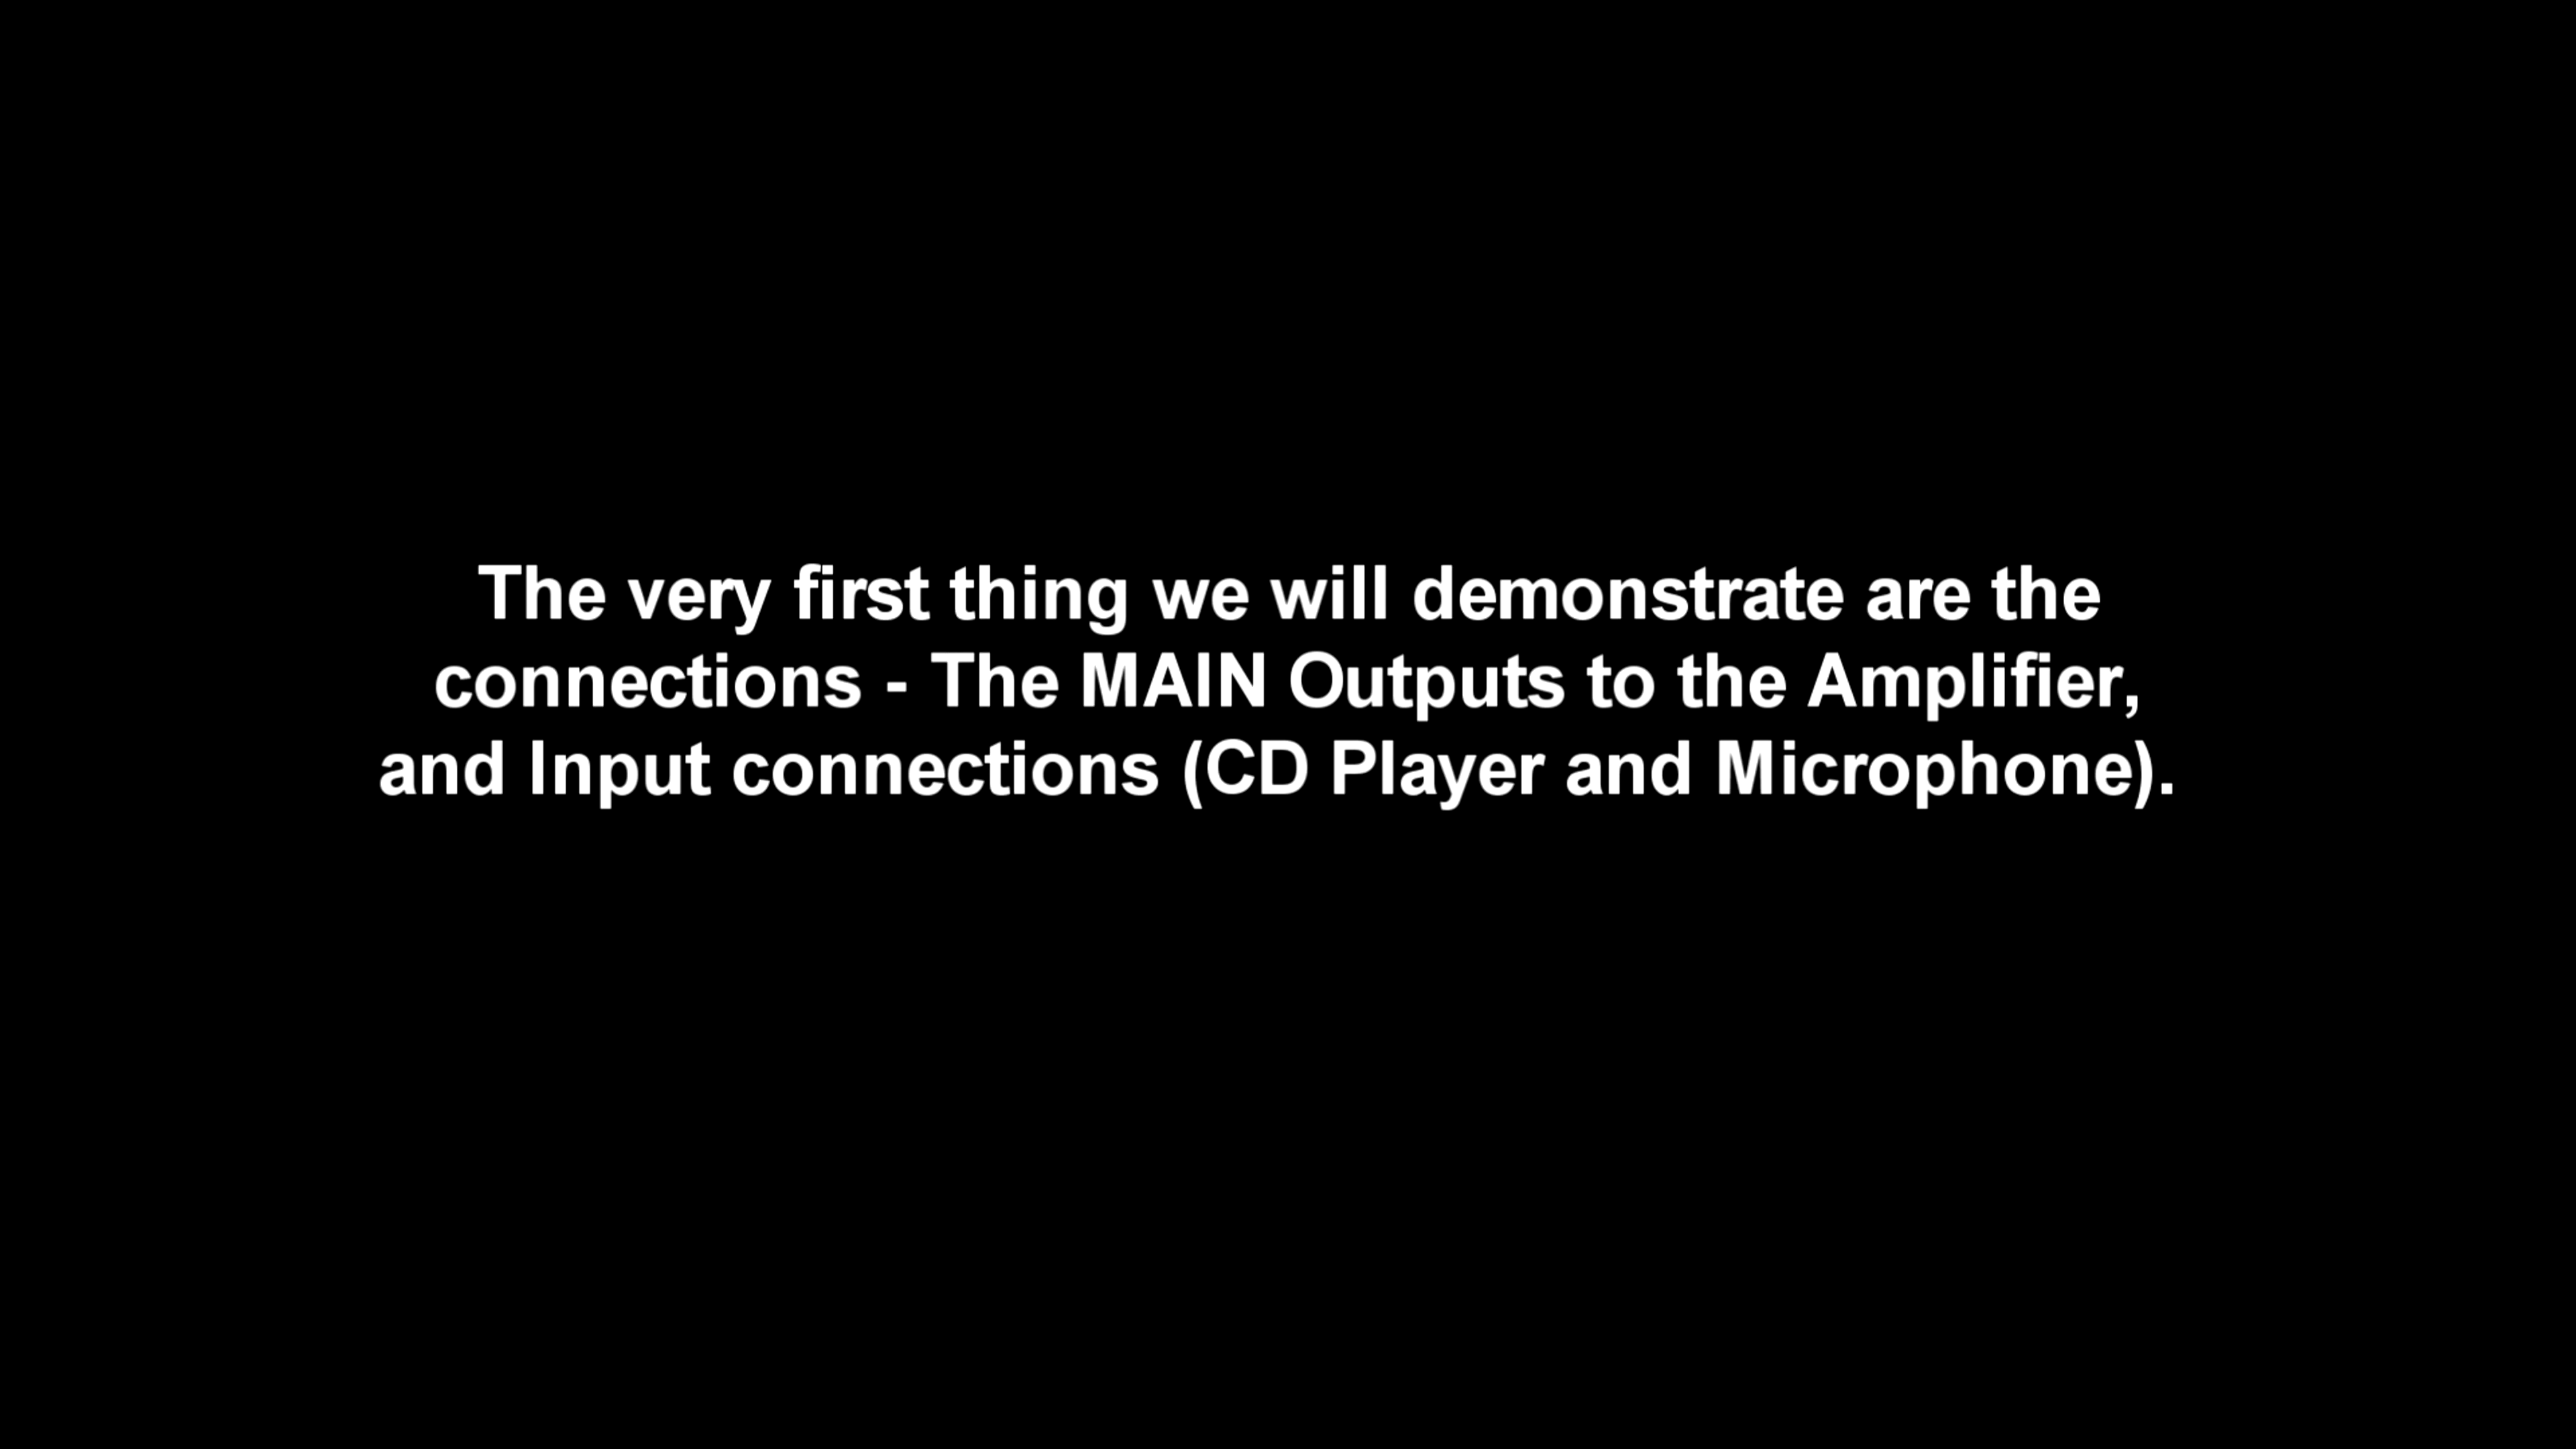 The very first thing we will demonstrate are the
connections - The MAIN Outputs to the Amplifier,
and Input connections (CD Player and Microphone).